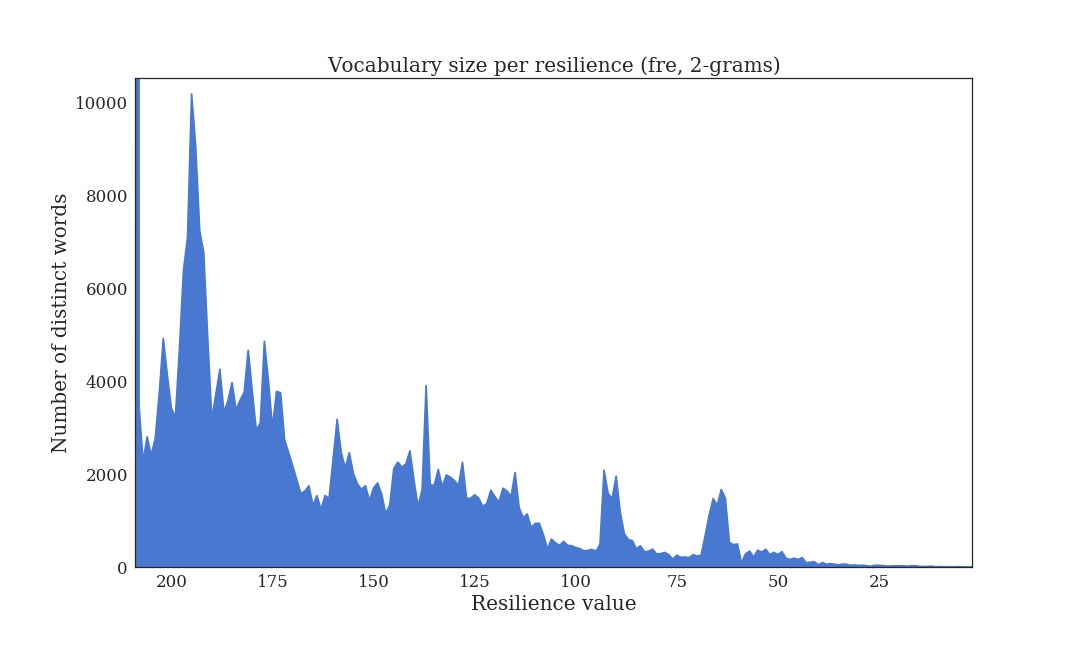 Vocabulary size per resilience (fre, 2-grams)
10000
8000
6000
4000
2000
0
Number of distinct words
200 175 150 125 100 75 50 25
Resilience value